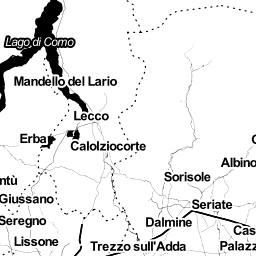 Lago di Como
Mandello del Lario
Lecco
Erba
Calolziocorte
Albino
Sorisole
ntù
Giussano
Seriate
Seregno
Dalmine
Cas
Lissone
Trezzo sull'Adda
Palazz